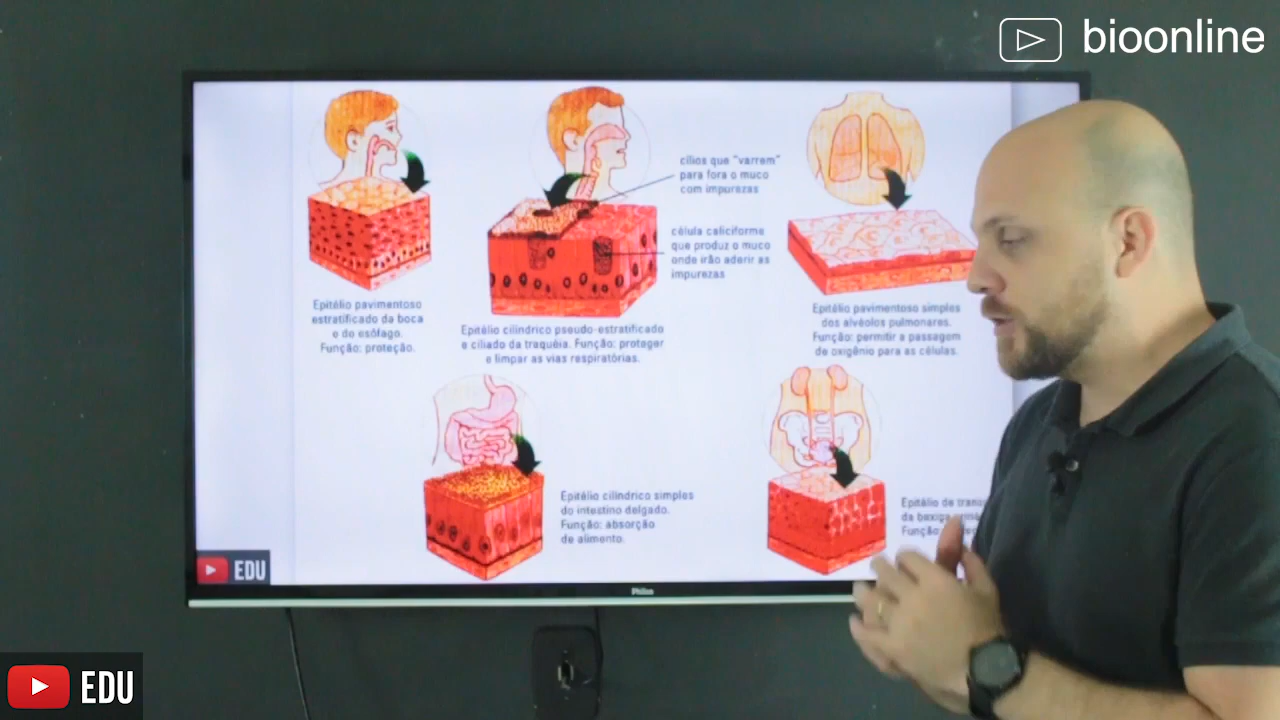 bioonline
cílios que "varrem"
para fora o muco
com impurezas
célula caliciforme
que produz o muco
onde irão aderir as
impurezas
Epitélio pavimentoso
estratificado da boca
e do esôfago.
Função: proteção.
Epitélio cilíndrico pseudo-estratificado
e ciliado da traquéia. Função: proteger
e limpar as vias respiratórias.
Epitélio pavimentoso simples
dos alvéolos pulmonares.
Função: permitir a passagem
de oxigênio para as células.
Epitélio cilíndrico simples
do intestino delgado.
Função: absorção
de alimento.
Epitélio de
da bexiga
EDU
Philco
EDU